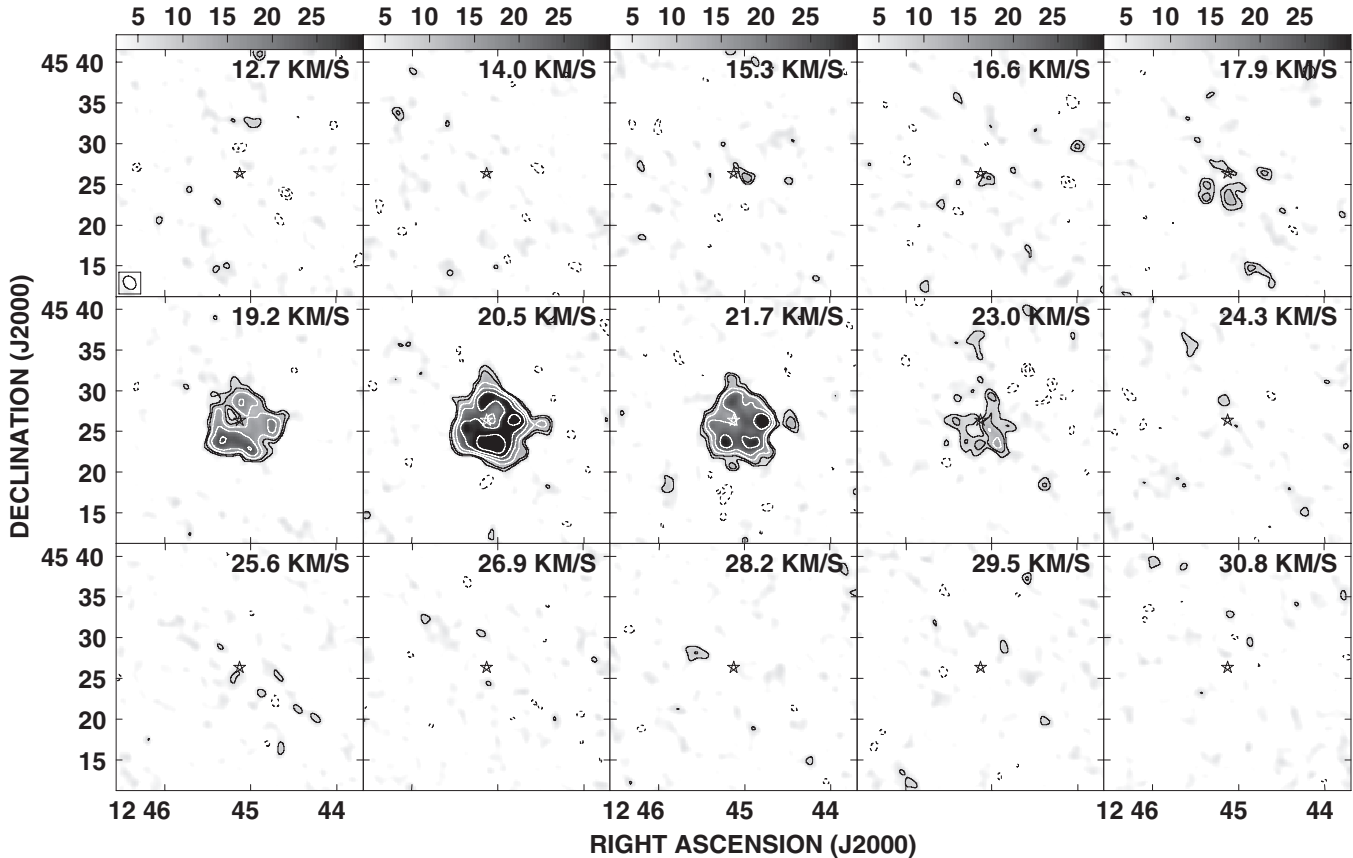 5 10 15 20 25 5 10 15 20 25 5 10 15 20 25 5 10 15 20 25 5 10 15 20 25
45 40 12.7 KM/S 14.0 KM/S 15.3 KM/S 16.6 KM/S 17.9 KM/S
35
30
25
20
15
45 40 19.2 KM/S 20.5 KM/S 21.7 KM/S 23.0 KM/S 24.3 KM/S
35
30
25
20
15
DECLINATION (J2000)
45 40 25.6 KM/S 26.9 KM/S 28.2 KM/S 29.5 KM/S 30.8 KM/S
35
30
25
20
15
12 46 45 44 12 46 45 44 12 46 45 44
RIGHT ASCENSION (J2000)